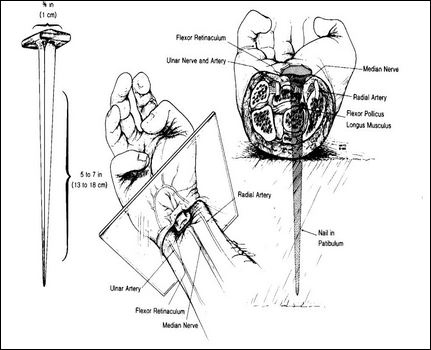 ⅜ in
(1 cm)
5 to 7 in
(13 to 18 cm)
Flexor Retinaculum
Ulnar Nerve and Artery
Median Nerve
Radial Artery
Flexor Pollicus
Longus Musculus
Nail in
Patibulum
Radial Artery
Ulnar Artery
Flexor Retinaculum
Median Nerve